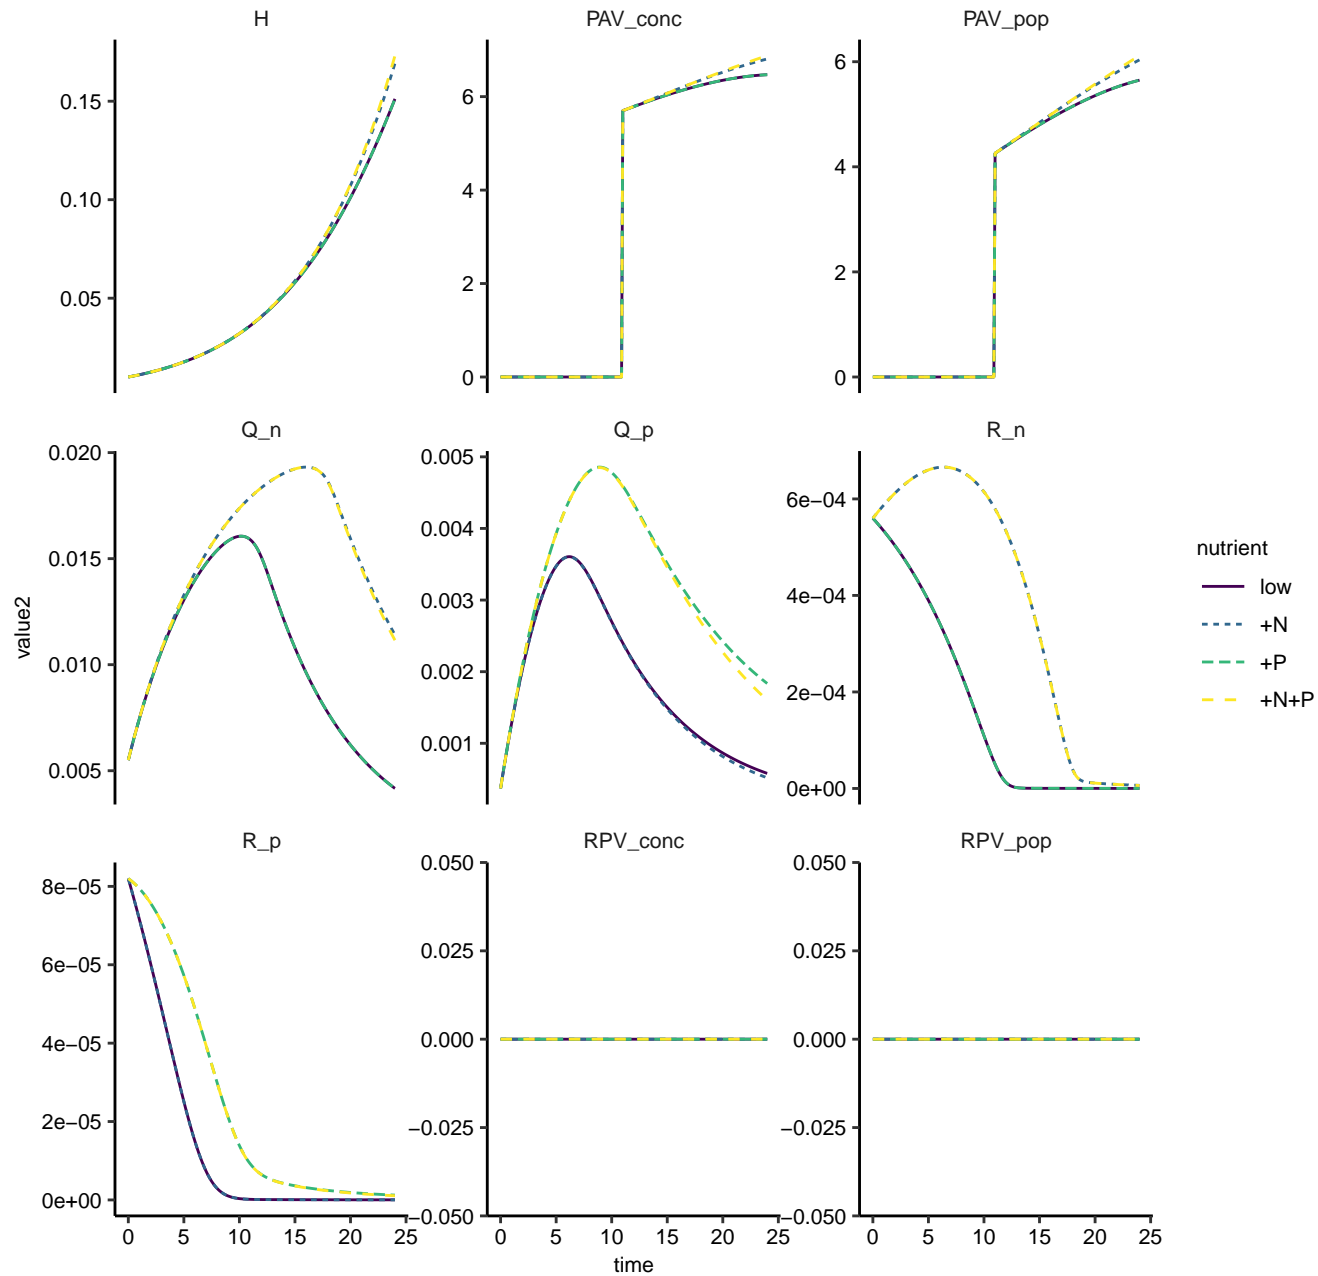 H
PAV_conc
PAV_pop
0.15
0.10
0.05
6
4
2
0
6
4
2
0
Q_n
Q_p
R_n
0.020
0.015
0.010
0.005
0.005
0.004
0.003
0.002
0.001
6e−04
4e−04
2e−04
0e+00
R_p
RPV_conc
RPV_pop
8e−05
6e−05
4e−05
2e−05
0e+00
0.050
0.025
0.000
−0.025
−0.050
0.050
0.025
0.000
−0.025
−0.050
0 5 10 15 20 25
0 5 10 15 20 25
0 5 10 15 20 25
time
value2
nutrient
low
+N
+P
+N+P